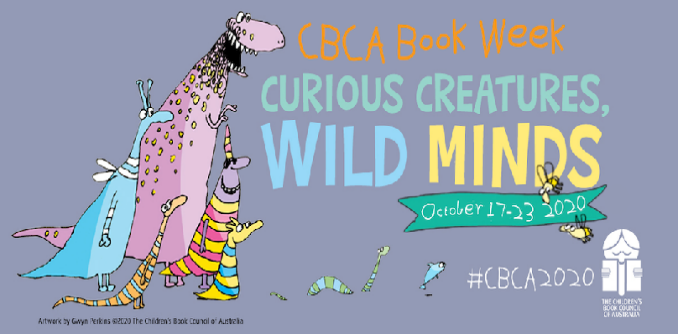 CBCA Book Week
CURIOUS CREATURES,
WILD MINDS
October 17-23 2020
#CBCA2020
THE CHILDREN'S
BOOK COUNCIL
OF AUSTRALIA
Artwork by Gwyn Perkins ©2020 The Children's Book Council of Australia